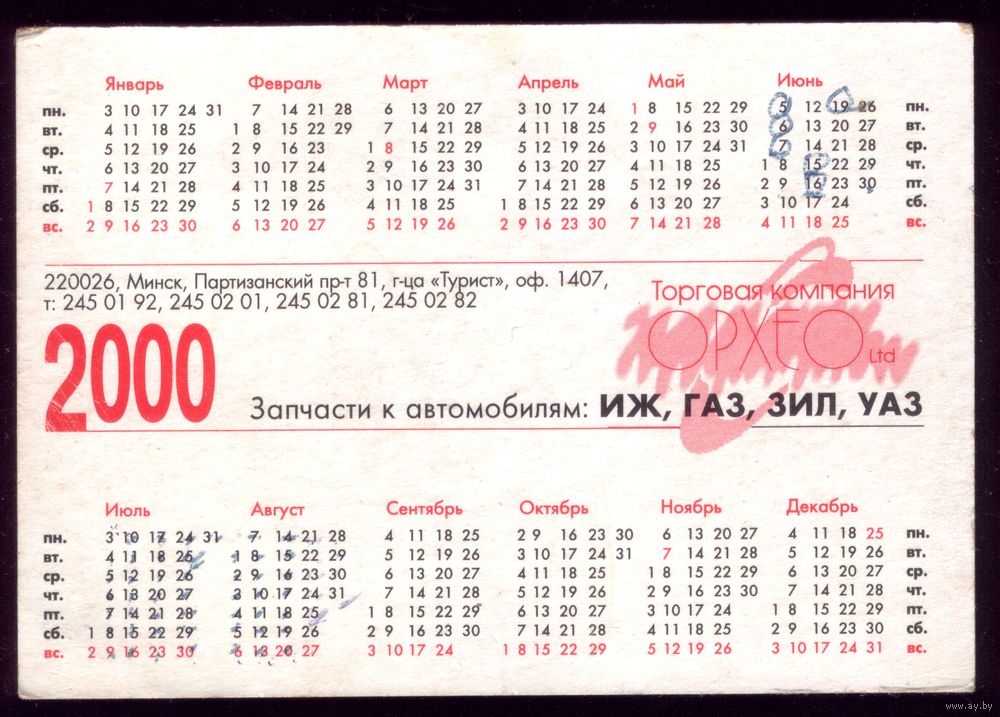 Январь Февраль Март Апрель Май Июнь
пн. 3 10 17 24 31 7 14 21 28 6 13 20 27 3 10 17 24 1 8 15 22 29 5 12 19 26 пн.
вт. 4 11 18 25 1 8 15 22 29 7 14 21 28 4 11 18 25 2 9 16 23 30 6 13 20 27 вт.
ср. 5 12 19 26 2 9 16 23 1 8 15 22 29 5 12 19 26 3 10 17 24 31 7 14 21 28 ср.
чт. 6 13 20 27 3 10 17 24 2 9 16 23 30 6 13 20 27 4 11 18 25 1 8 15 22 29 чт.
пт. 7 14 21 28 4 11 18 25 3 10 17 24 31 7 14 21 28 5 12 19 26 2 9 16 23 30 пт.
сб. 1 8 15 22 29 5 12 19 26 4 11 18 25 1 8 15 22 29 6 13 20 27 3 10 17 24 сб.
вс. 2 9 16 23 30 6 13 20 27 5 12 19 26 2 9 16 23 30 7 14 21 28 4 11 18 25 вс.
220026, Минск, Партизанский пр-т 81, г-ца «Турист», оф. 1407,
т: 245 01 92, 245 02 01, 245 02 81, 245 02 82
Торговая компания
ОРХЕО Ltd
2000
Запчасти к автомобилям: ИЖ, ГАЗ, ЗИЛ, УАЗ
Июль Август Сентябрь Октябрь Ноябрь Декабрь
пн. 3 10 17 24 31 7 14 21 28 4 11 18 25 2 9 16 23 30 6 13 20 27 4 11 18 25 пн.
вт. 4 11 18 25 1 8 15 22 29 5 12 19 26 3 10 17 24 31 7 14 21 28 5 12 19 26 вт.
ср. 5 12 19 26 2 9 16 23 30 6 13 20 27 4 11 18 25 1 8 15 22 29 6 13 20 27 ср.
чт. 6 13 20 27 3 10 17 24 31 7 14 21 28 5 12 19 26 2 9 16 23 30 7 14 21 28 чт.
пт. 7 14 21 28 4 11 18 25 1 8 15 22 29 6 13 20 27 3 10 17 24 1 8 15 22 29 пт.
сб. 1 8 15 22 29 5 12 19 26 2 9 16 23 30 7 14 21 28 4 11 18 25 2 9 16 23 30 сб.
вс. 2 9 16 23 30 6 13 20 27 3 10 17 24 1 8 15 22 29 5 12 19 26 3 10 17 24 31 вс.
www.ay.by